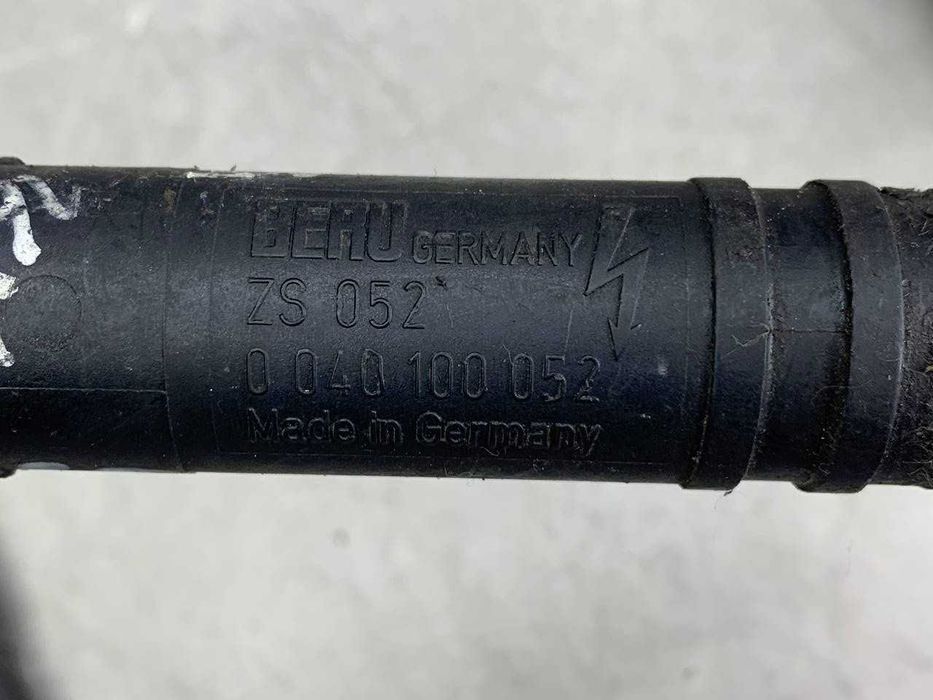 BERU GERMANY
ZS 052
0 040 100 052
Made in Germany